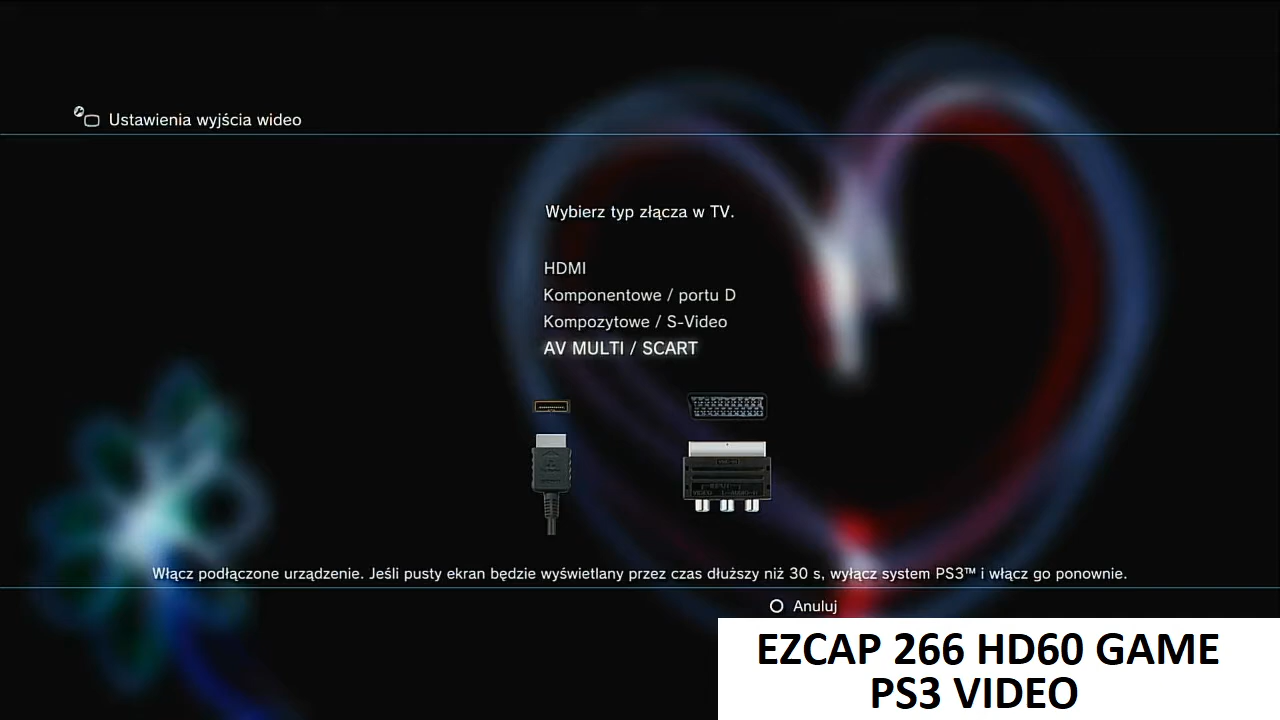 Ustawienia wyjścia wideo
Wybierz typ złącza w TV.
HDMI
Komponentowe / portu D
Kompozytowe / S-Video
AV MULTI / SCART
Włącz podłączone urządzenie. Jeśli pusty ekran będzie wyświetlany przez czas dłuższy niż 30 s, wyłącz system PS3™ i włącz go ponownie.
Anuluj
EZCAP 266 HD60 GAME
PS3 VIDEO